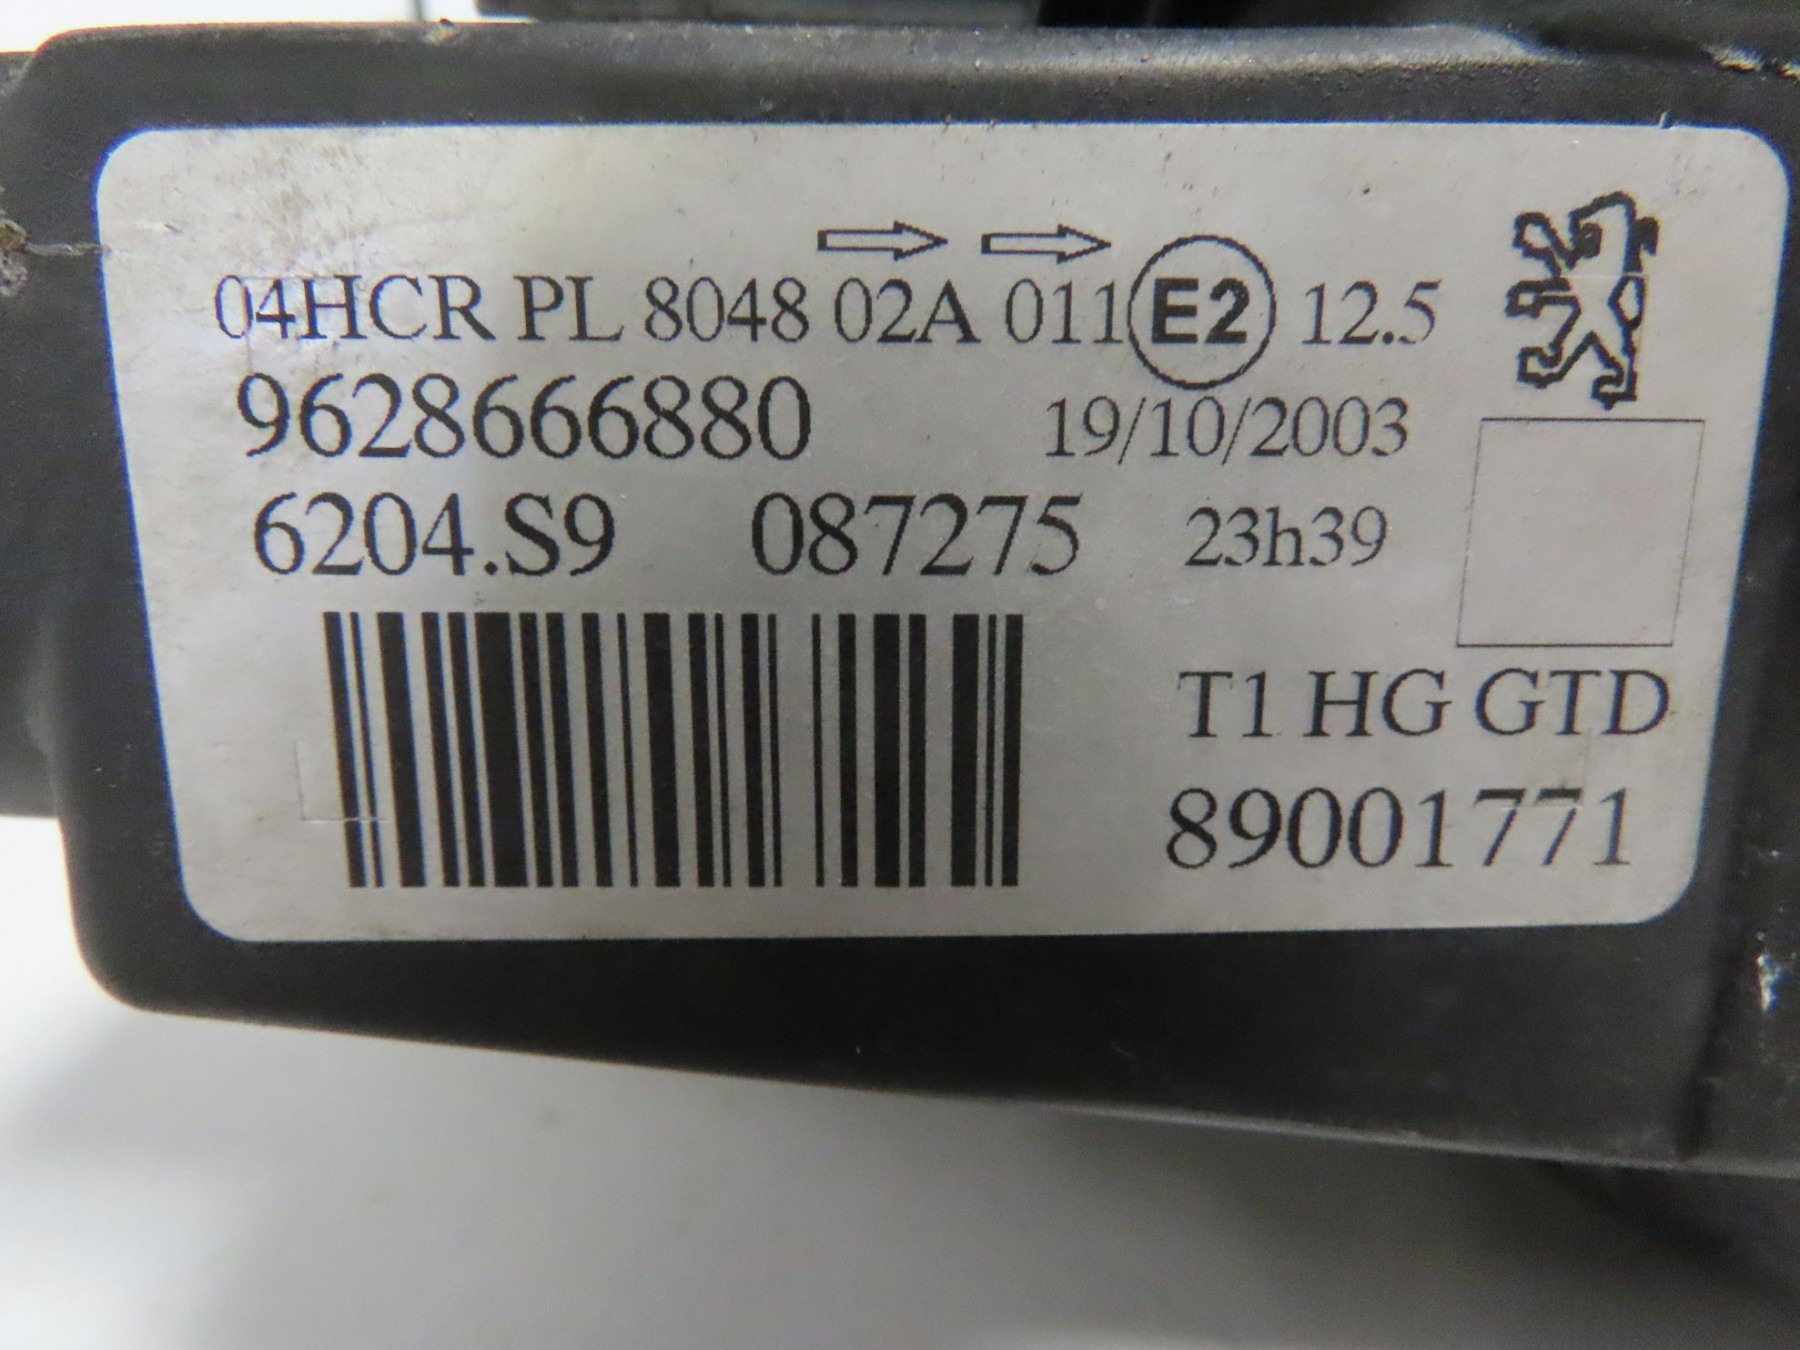 04HCR PL 8048 02A 011 E2 12.5
9628666880 19/10/2003
6204.S9 087275 23h39
T1 HG GTD
89001771